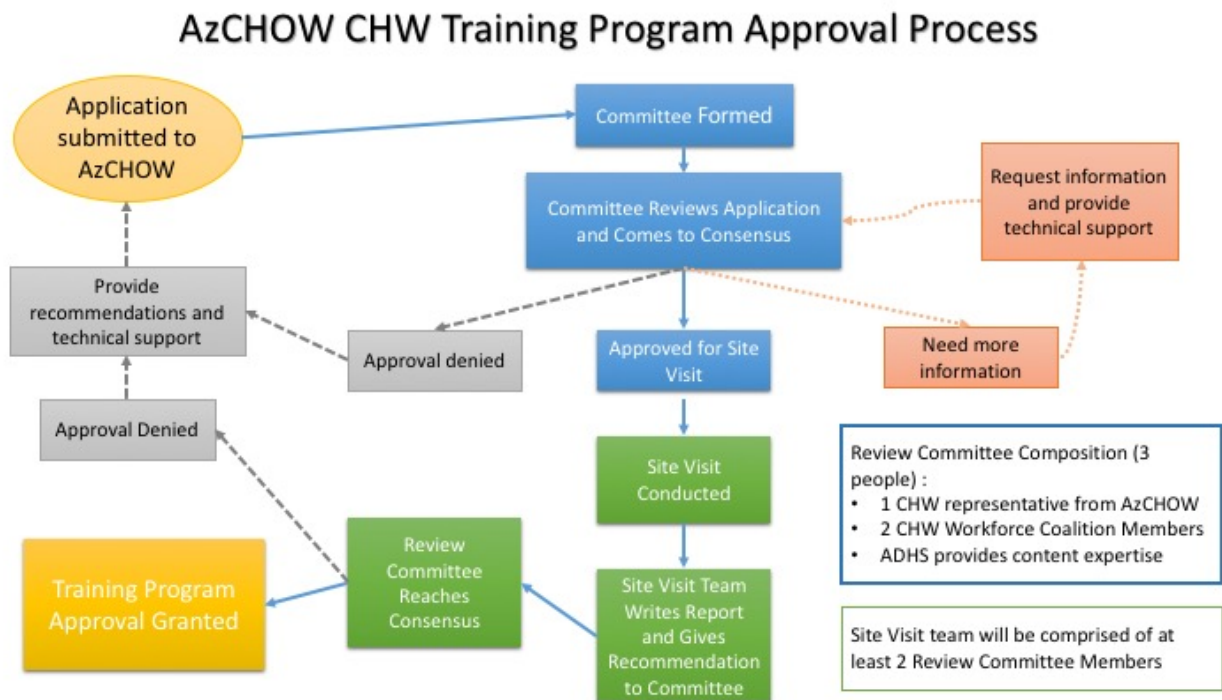 AzCHOW CHW Training Program Approval Process
Application
submitted to
AzCHOW
Committee Formed
Committee Reviews Application
and Comes to Consensus
Request information
and provide
technical support
Provide
recommendations and
technical support
Approval denied
Approved for Site
Visit
Need more
information
Approval Denied
Site Visit
Conducted
Review Committee Composition (3
people) :
• 1 CHW representative from AzCHOW
• 2 CHW Workforce Coalition Members
• ADHS provides content expertise
Training Program
Approval Granted
Review
Committee
Reaches
Consensus
Site Visit Team
Writes Report
and Gives
Recommendation
to Committee
Site Visit team will be comprised of at
least 2 Review Committee Members